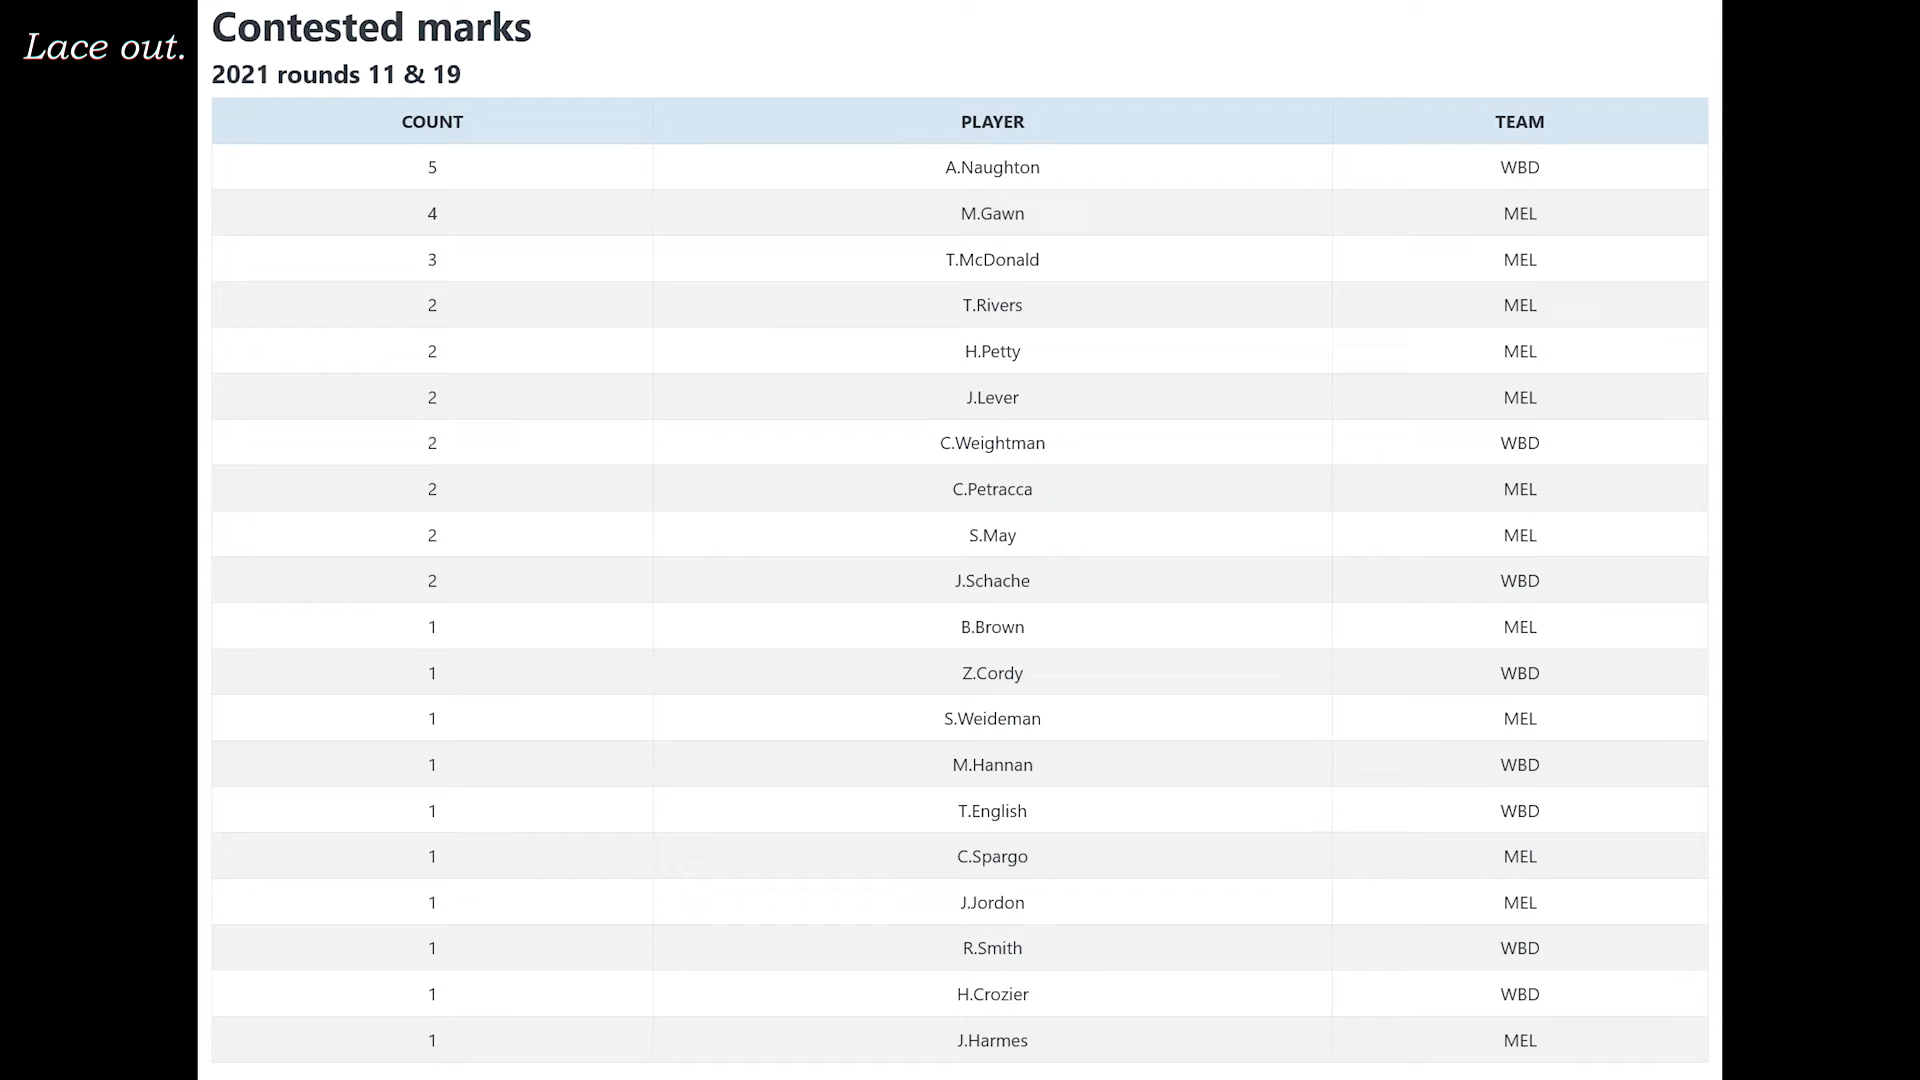 Lace out.
Contested marks
2021 rounds 11 & 19
COUNT PLAYER TEAM
5 A.Naughton WBD
4 M.Gawn MEL
3 T.McDonald MEL
2 T.Rivers MEL
2 H.Petty MEL
2 J.Lever MEL
2 C.Weightman WBD
2 C.Petracca MEL
2 S.May MEL
2 J.Schache WBD
1 B.Brown MEL
1 Z.Cordy WBD
1 S.Weideman MEL
1 M.Hannan WBD
1 T.English WBD
1 C.Spargo MEL
1 J.Jordon MEL
1 R.Smith WBD
1 H.Crozier WBD
1 J.Harmes MEL